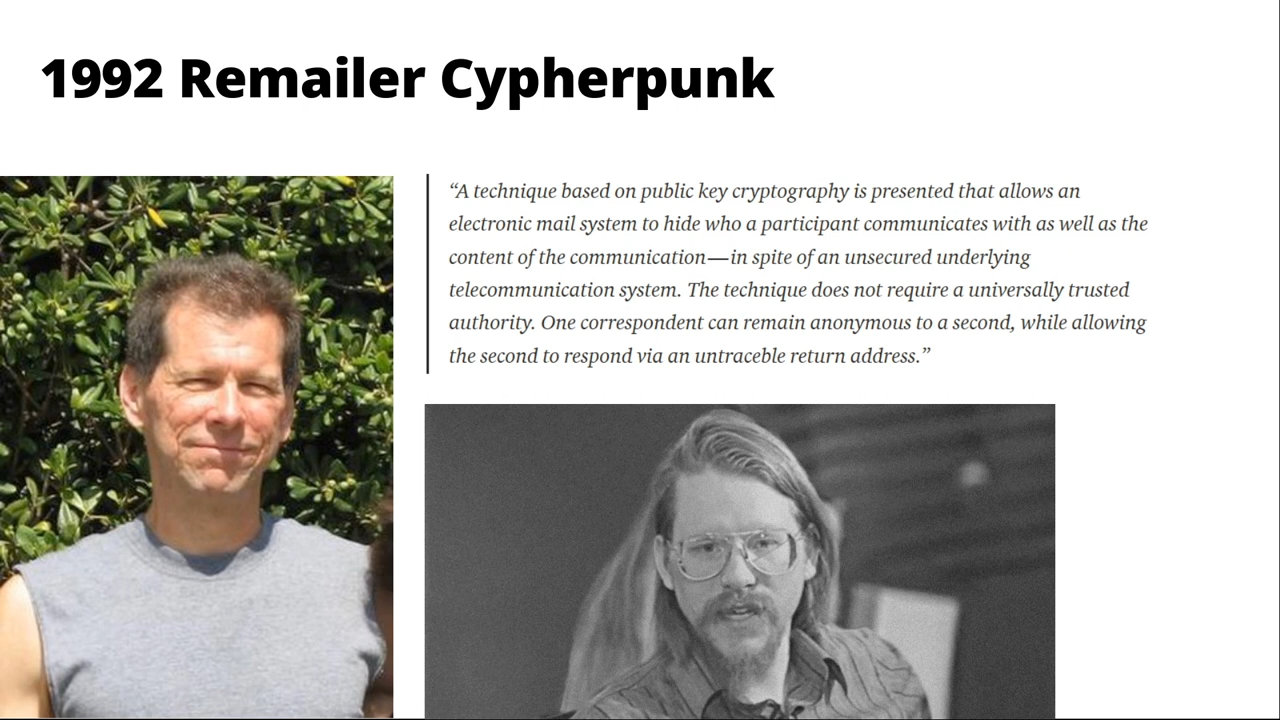 1992 Remailer Cypherpunk
“A technique based on public key cryptography is presented that allows an
electronic mail system to hide who a participant communicates with as well as the
content of the communication—in spite of an unsecured underlying
telecommunication system. The technique does not require a universally trusted
authority. One correspondent can remain anonymous to a second, while allowing
the second to respond via an untraceble return address.”